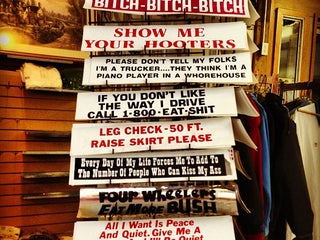 BITCH-BITCH-BITCH
SHOW ME
YOUR HOOTERS
PLEASE DON'T TELL MY FOLKS
I'M A TRUCKER....THEY THINK I'M A
PIANO PLAYER IN A WHOREHOUSE
IF YOU DON'T LIKE
THE WAY I DRIVE
CALL 1-800-EAT-SHIT
LEG CHECK - 50 FT.
RAISE SKIRT PLEASE
Every Day Of My Life Forces Me To Add To
The Number Of People Who Can Kiss My Ass
FOUR WHEELERS
BUSH
All I Want Is Peace
And Quiet. Give Me A
I'll Be Quiet